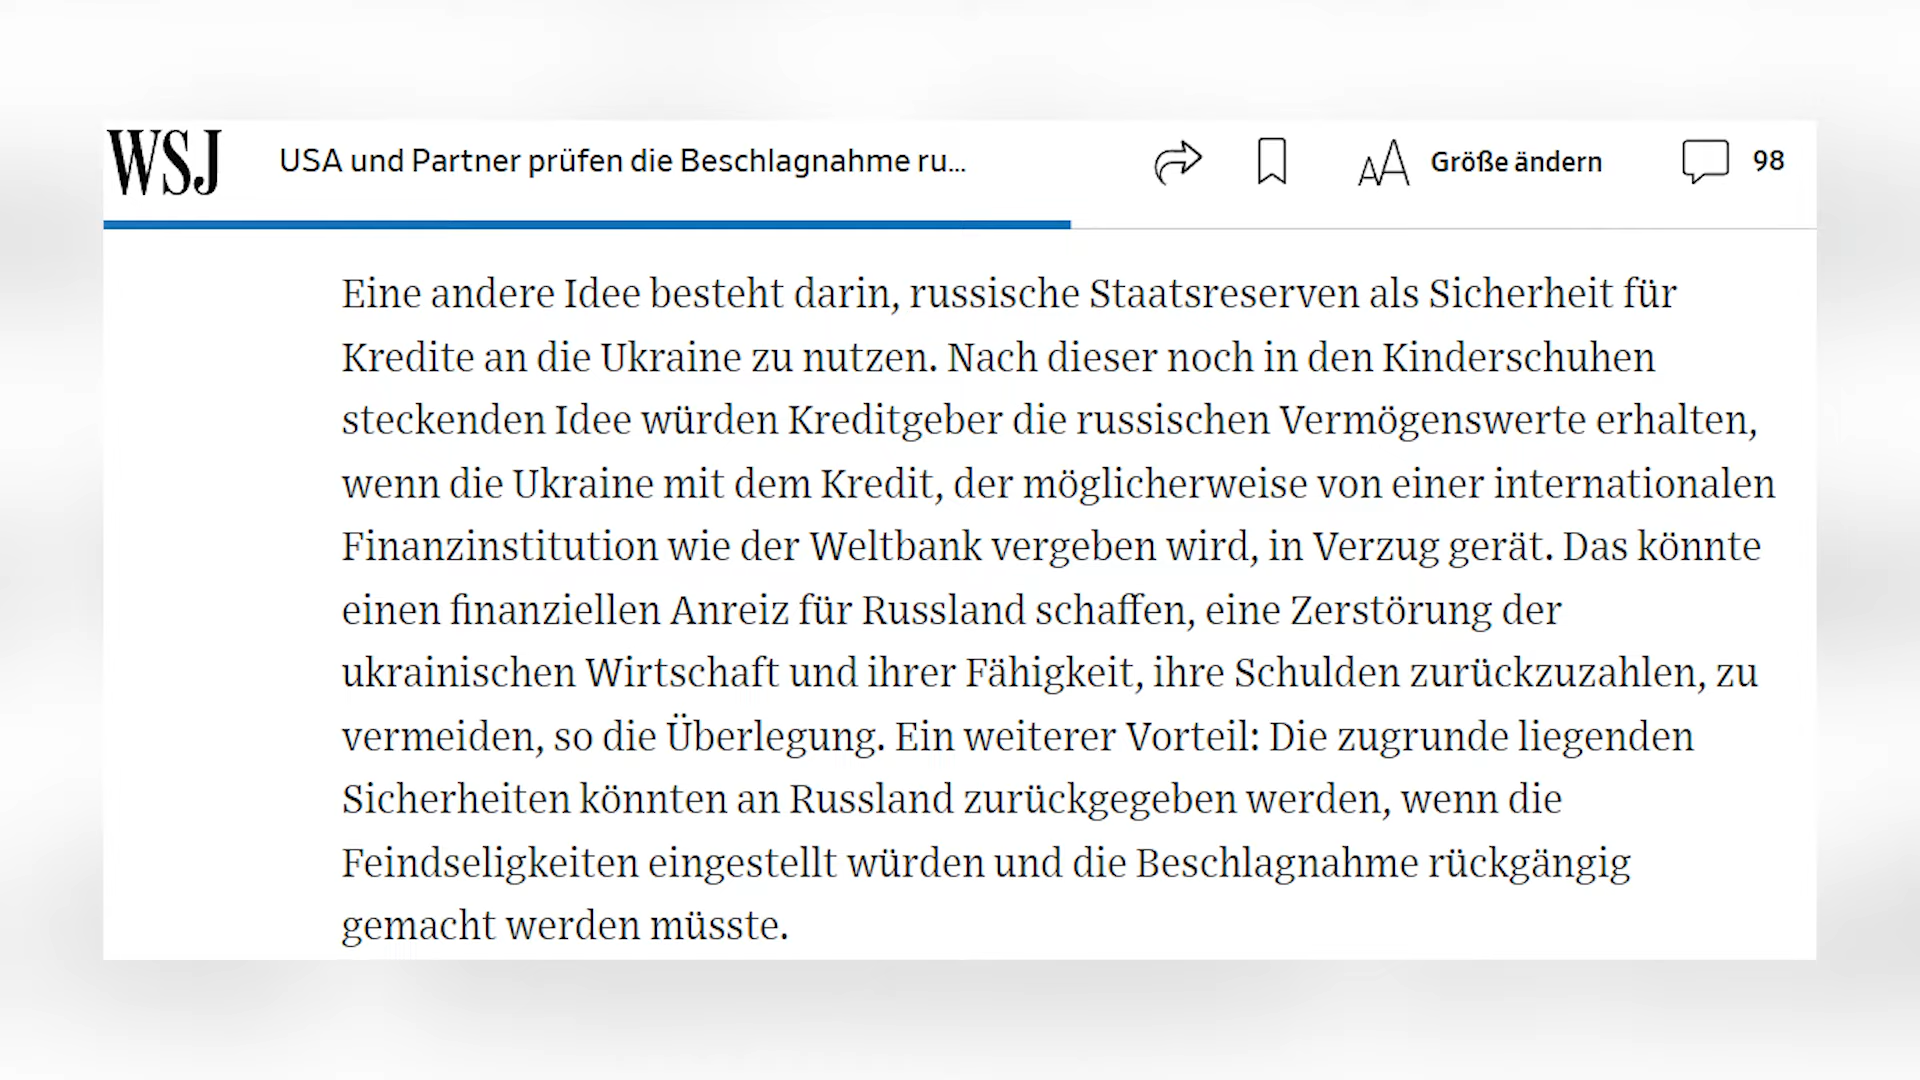 WSJ
USA und Partner prüfen die Beschlagnahme ru...
Größe ändern
98
Eine andere Idee besteht darin, russische Staatsreserven als Sicherheit für
Kredite an die Ukraine zu nutzen. Nach dieser noch in den Kinderschuhen
steckenden Idee würden Kreditgeber die russischen Vermögenswerte erhalten,
wenn die Ukraine mit dem Kredit, der möglicherweise von einer internationalen
Finanzinstitution wie der Weltbank vergeben wird, in Verzug gerät. Das könnte
einen finanziellen Anreiz für Russland schaffen, eine Zerstörung der
ukrainischen Wirtschaft und ihrer Fähigkeit, ihre Schulden zurückzuzahlen, zu
vermeiden, so die Überlegung. Ein weiterer Vorteil: Die zugrunde liegenden
Sicherheiten könnten an Russland zurückgegeben werden, wenn die
Feindseligkeiten eingestellt würden und die Beschlagnahme rückgängig
gemacht werden müsste.